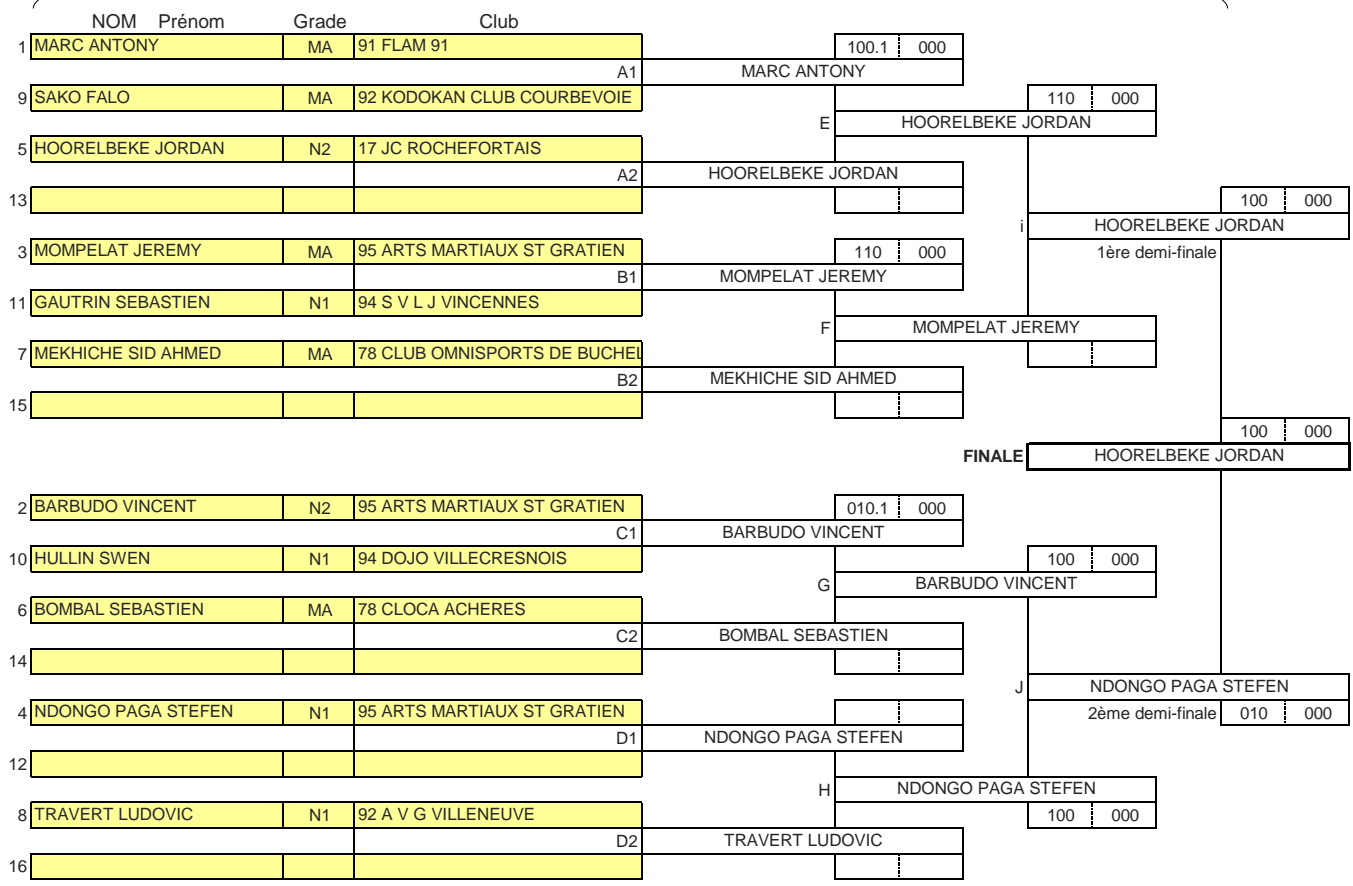 NOM Prénom Grade Club
1 MARC ANTONY MA 91 FLAM 91 100.1 000
A1 MARC ANTONY
9 SAKO FALO MA 92 KODOKAN CLUB COURBEVOIE 110 000
E HOORELBEKE JORDAN
5 HOORELBEKE JORDAN N2 17 JC ROCHEFORTAIS
A2 HOORELBEKE JORDAN
13 100 000
i HOORELBEKE JORDAN
3 MOMPELAT JEREMY MA 95 ARTS MARTIAUX ST GRATIEN 110 000 1ère demi-finale
B1 MOMPELAT JEREMY
11 GAUTRIN SEBASTIEN N1 94 S V L J VINCENNES
F MOMPELAT JEREMY
7 MEKHICHE SID AHMED MA 78 CLUB OMNISPORTS DE BUCHEL
B2 MEKHICHE SID AHMED
15
100 000
FINALE HOORELBEKE JORDAN
2 BARBUDO VINCENT N2 95 ARTS MARTIAUX ST GRATIEN 010.1 000
C1 BARBUDO VINCENT
10 HULLIN SWEN N1 94 DOJO VILLECRESNOIS 100 000
G BARBUDO VINCENT
6 BOMBAL SEBASTIEN MA 78 CLOCA ACHERES
C2 BOMBAL SEBASTIEN
14
J NDONGO PAGA STEFEN
4 NDONGO PAGA STEFEN N1 95 ARTS MARTIAUX ST GRATIEN 2ème demi-finale 010 000
D1 NDONGO PAGA STEFEN
12
H NDONGO PAGA STEFEN
8 TRAVERT LUDOVIC N1 92 A V G VILLENEUVE 100 000
D2 TRAVERT LUDOVIC
16